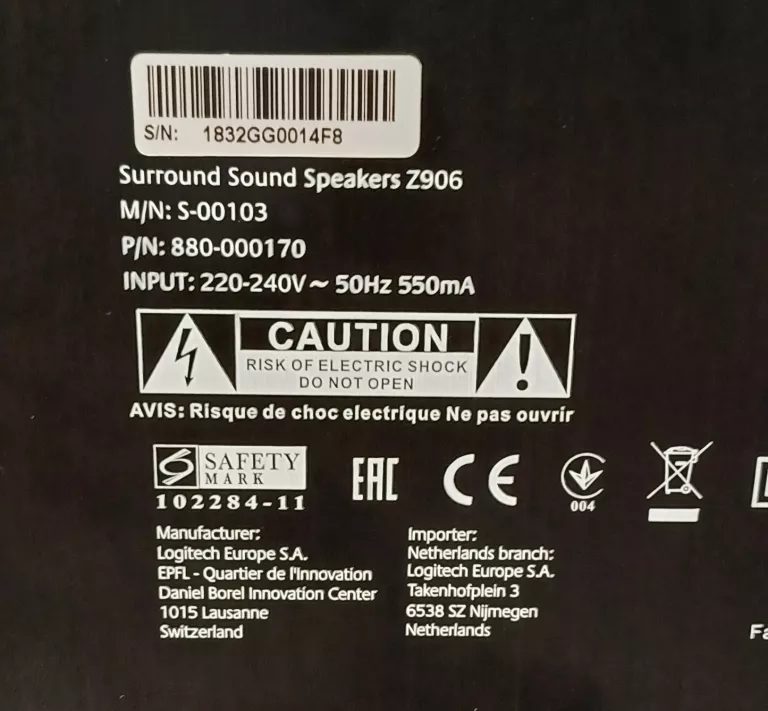 S/N: 1832GG0014F8
Surround Sound Speakers Z906
M/N: S-00103
P/N: 880-000170
INPUT: 220-240V ~ 50Hz 550mA
CAUTION
RISK OF ELECTRIC SHOCK
DO NOT OPEN
AVIS: Risque de choc electrique Ne pas ouvrir
SAFETY
MARK
102284-11
EAC
CE
004
Manufacturer:
Logitech Europe S.A.
EPFL - Quartier de l'Innovation
Daniel Borel Innovation Center
1015 Lausanne
Switzerland
Importer:
Netherlands branch:
Logitech Europe S.A.
Takenhofplein 3
6538 SZ Nijmegen
Netherlands